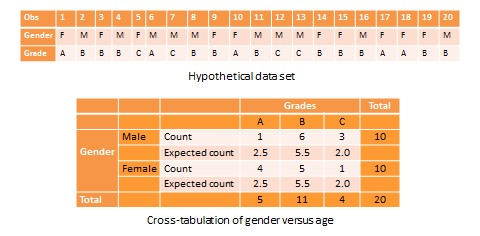 Obs 1 2 3 4 5 6 7 8 9 10 11 12 13 14 15 16 17 18 19 20
Gender F M F M F M M M F F M M M F F M F F F M
Grade A B B B C A C B B A B C C B B B A A B B
Hypothetical data set
Grades Total
A B C
Gender Male Count 1 6 3 10
Expected count 2.5 5.5 2.0
Female Count 4 5 1 10
Expected count 2.5 5.5 2.0
Total 5 11 4 20
Cross-tabulation of gender versus age